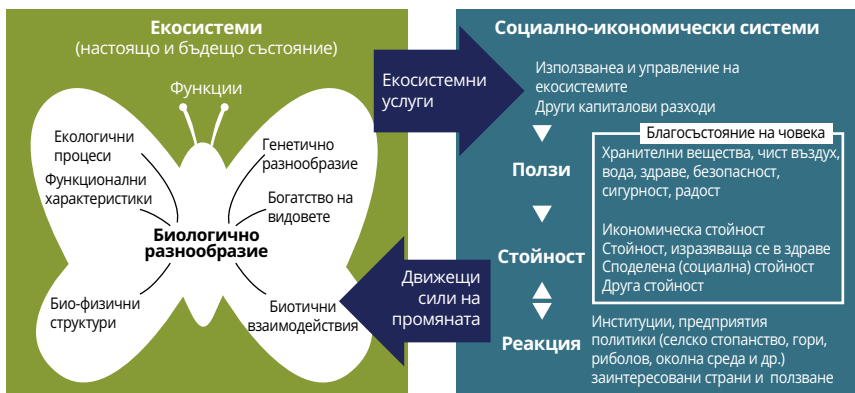 Екосистеми
(настоящо и бъдещо състояние)
Функции
Екологични
процеси
Функционални
характеристики
Генетично
разнообразие
Богатство на
видовете
Биологично
разнообразие
Био-физични
структури
Биотични
взаимодействия
Екосистемни
услуги
Движещи
сили на
промяната
Социално-икономически системи
Използванеа и управление на
екосистемите
Други капиталови разходи
Ползи
Благосъстояние на човека
Хранителни вещества, чист въздух,
вода, здраве, безопасност,
сигурност, радост
Стойност
Икономическа стойност
Стойност, изразяваща се в здраве
Споделена (социална) стойност
Друга стойност
Реакция
Институции, предприятия
политики (селско стопанство, гори,
риболов, околна среда и др.)
заинтересовани страни и ползване